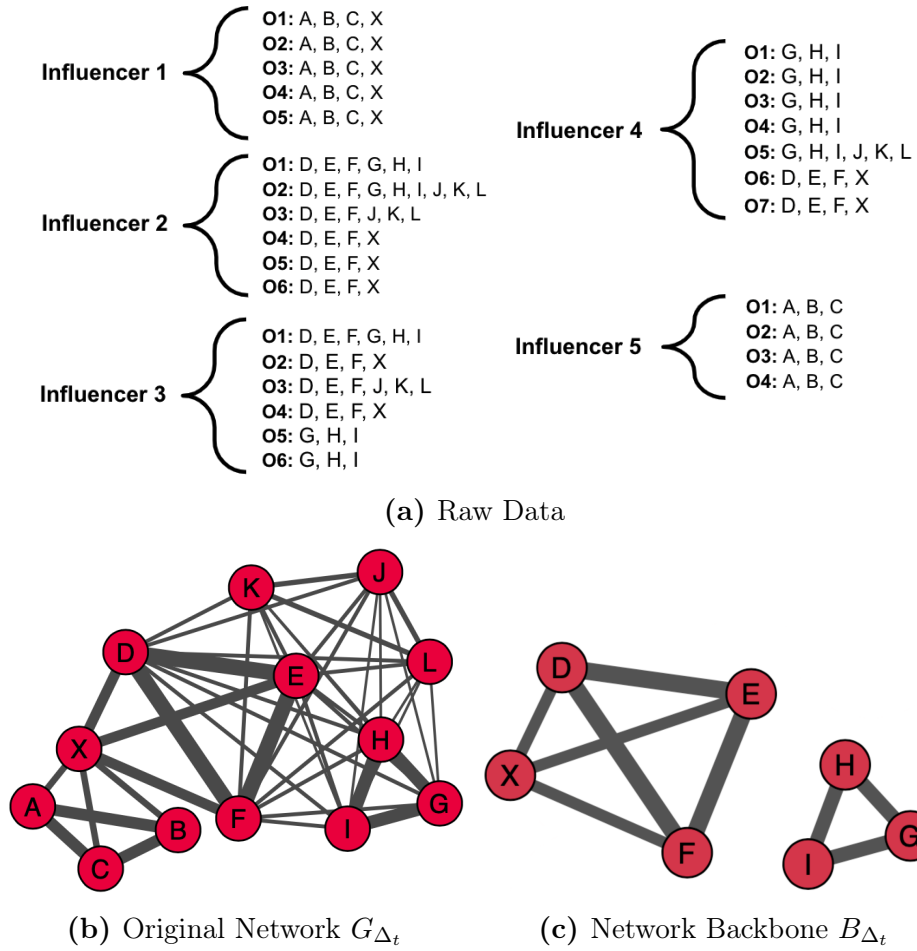 Influencer 1
O1: A, B, C, X
O2: A, B, C, X
O3: A, B, C, X
O4: A, B, C, X
O5: A, B, C, X
Influencer 2
O1: D, E, F, G, H, I
O2: D, E, F, G, H, I, J, K, L
O3: D, E, F, J, K, L
O4: D, E, F, X
O5: D, E, F, X
O6: D, E, F, X
Influencer 3
O1: D, E, F, G, H, I
O2: D, E, F, X
O3: D, E, F, J, K, L
O4: D, E, F, X
O5: G, H, I
O6: G, H, I
Influencer 4
O1: G, H, I
O2: G, H, I
O3: G, H, I
O4: G, H, I
O5: G, H, I, J, K, L
O6: D, E, F, X
O7: D, E, F, X
Influencer 5
O1: A, B, C
O2: A, B, C
O3: A, B, C
O4: A, B, C
(a) Raw Data
K
J
D
E
L
X
H
A
B
F
I
G
C
(b) Original Network $G_{\Delta_t}$
D
E
X
F
H
G
I
(c) Network Backbone $B_{\Delta_t}$